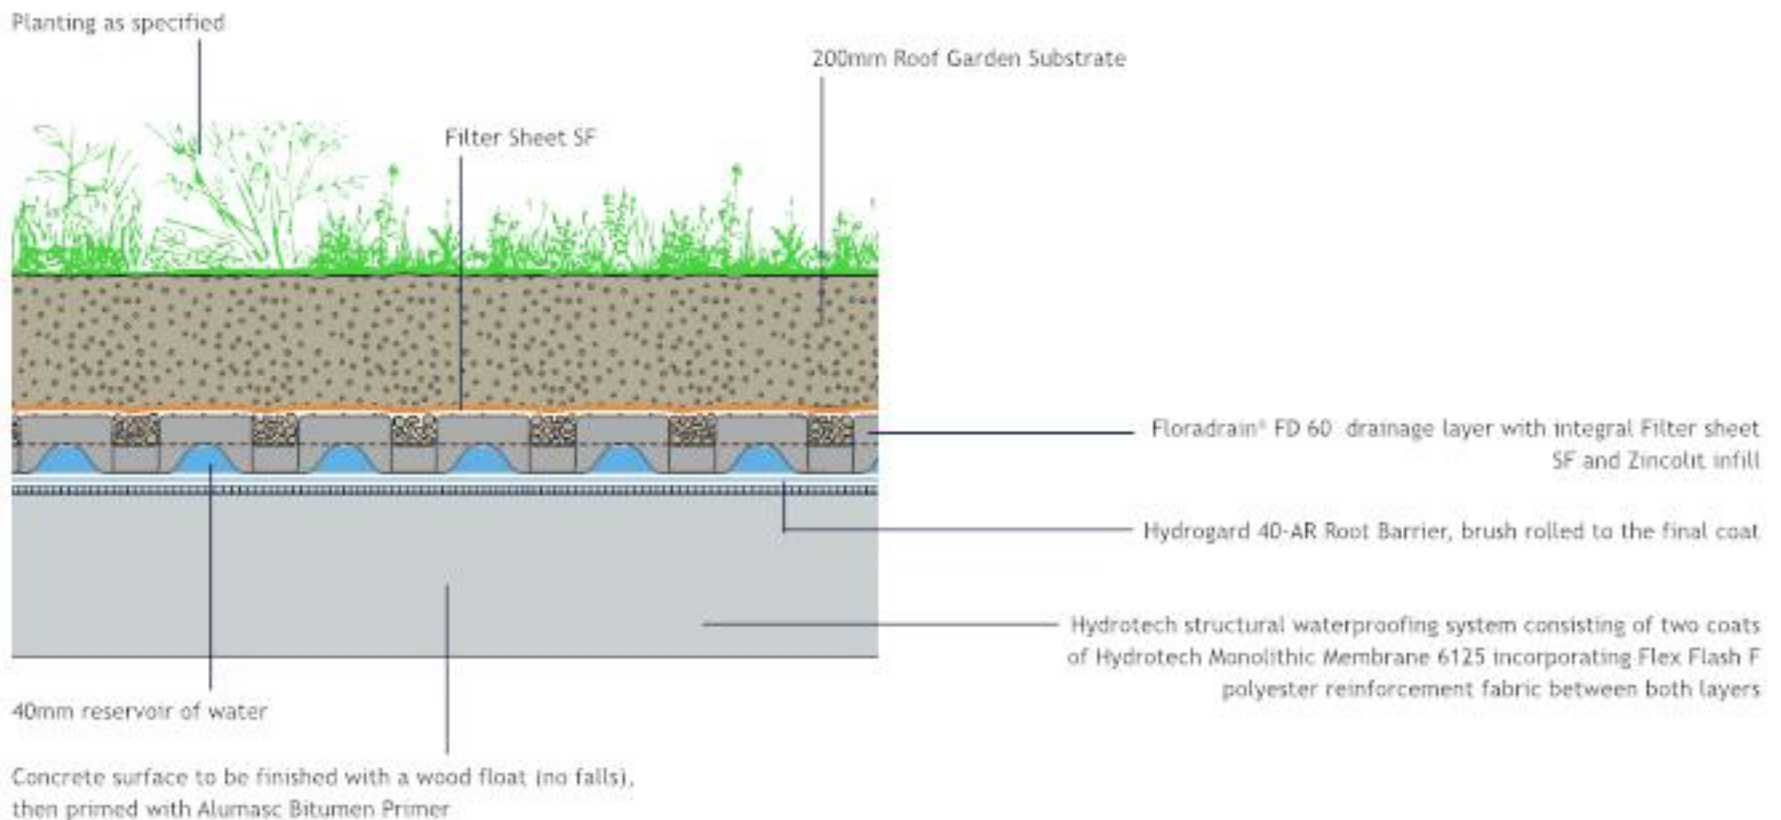 Planting as specified
200mm Roof Garden Substrate
Filter Sheet SF
Floradrain® FD 60 drainage layer with integral Filter sheet
SF and Zincolit infill
Hydrogard 40-AR Root Barrier, brush rolled to the final coat
Hydrotech structural waterproofing system consisting of two coats
of Hydrotech Monolithic Membrane 6125 incorporating Flex Flash F
polyester reinforcement fabric between both layers
40mm reservoir of water
Concrete surface to be finished with a wood float (no falls),
then primed with Alumasc Bitumen Primer